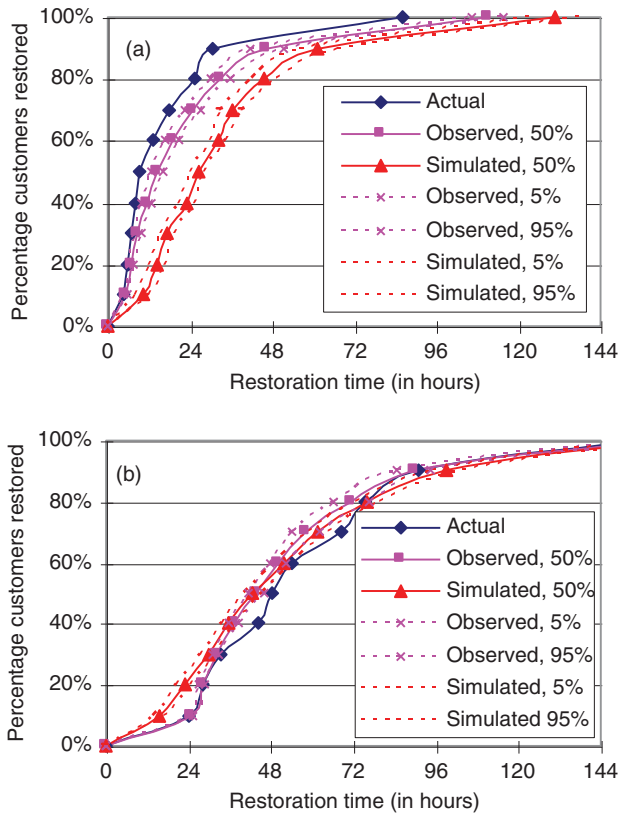 100%
80%
60%
40%
20%
0%
Percentage customers restored
(a)
Actual
Observed, 50%
Simulated, 50%
Observed, 5%
Observed, 95%
Simulated, 5%
Simulated, 95%
0 24 48 72 96 120 144
Restoration time (in hours)
100%
80%
60%
40%
20%
0%
Percentage customers restored
(b)
Actual
Observed, 50%
Simulated, 50%
Observed, 5%
Observed, 95%
Simulated, 5%
Simulated 95%
0 24 48 72 96 120 144
Restoration time (in hours)